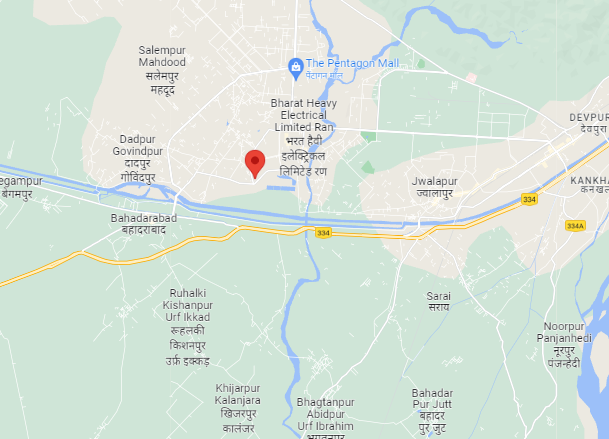 Salempur
Mahdood
सलेमपुर
महदूद
The Pentagon Mall
पेंटागन मॉल
Bharat Heavy
Electrical
Limited Ran
भरत हैवी
इलेक्ट्रिकल
लिमिटेड रण
DEVPUR
देवपुरा
Dadpur
Govindpur
दादपुर
गोविंदपुर
egampur
बेगमपुर
Jwalapur
ज्वालापुर
KANKHA
कनखल
334
Bahadarabad
बहादराबाद
334
334A
Ruhalki
Kishanpur
Urf Ikkad
रूहलकी
किशनपुर
उर्फ़ इक्कड़
Sarai
सराय
Noorpur
Panjanhedi
नूरपुर
पंजनहेदी
Khijarpur
Kalanjara
खिजरपुर
कालंजर
Bhagtanpur
Abidpur
Urf Ibrahim
भगतनपुर
Bahadar
Pur Jutt
बहादर
पुर जुट